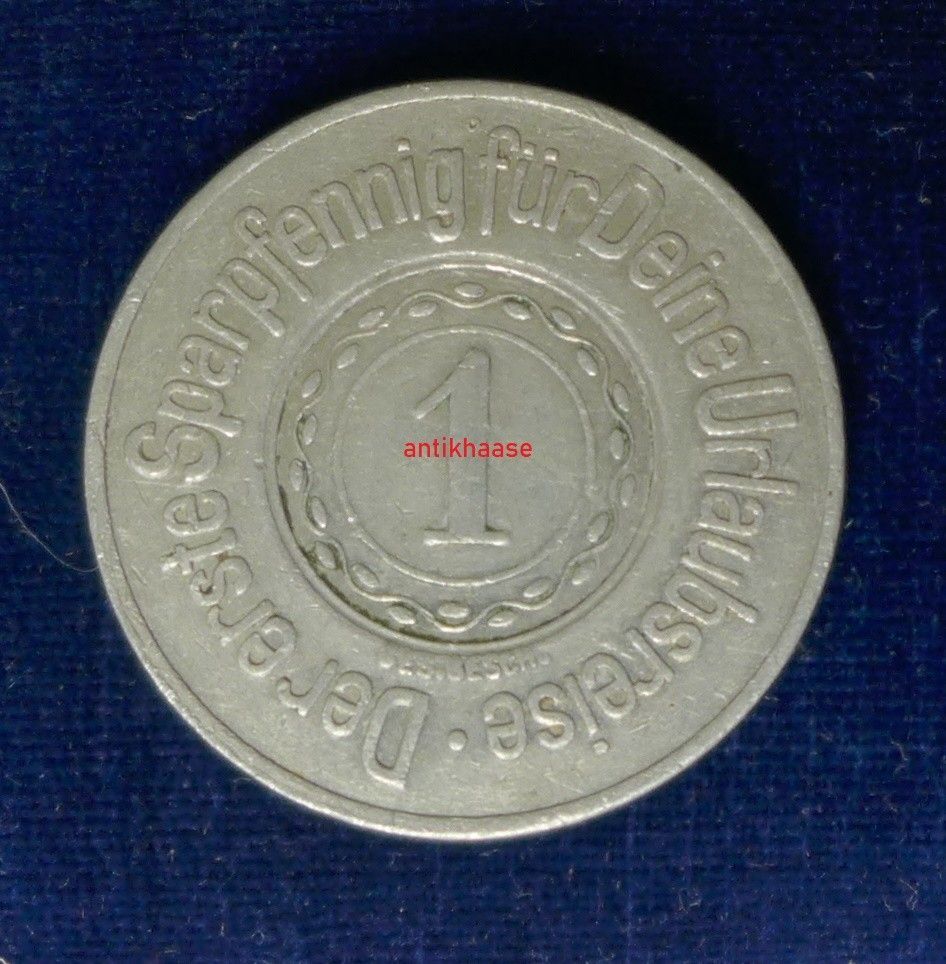 Der erste Sparpfennig für Deine Urlaubsreise ·
1
antikhaase